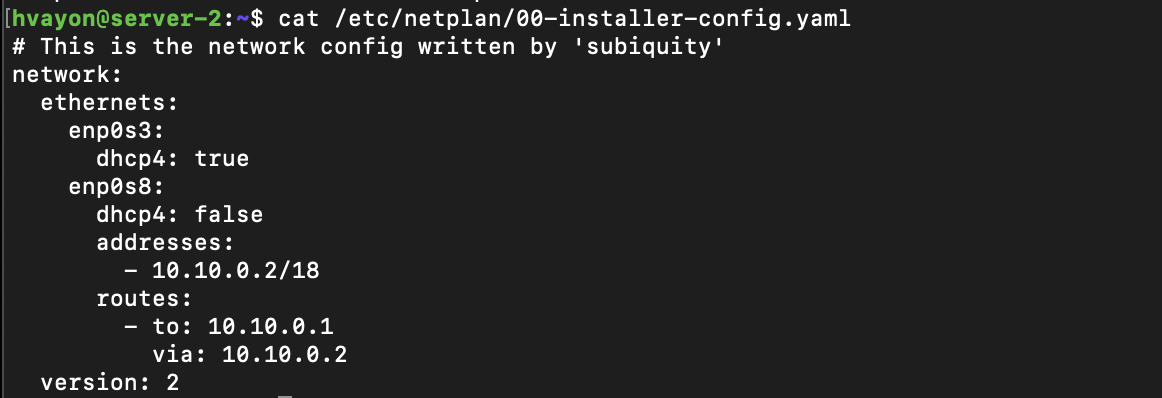 [hvayon@server-2:~$ cat /etc/netplan/00-installer-config.yaml
# This is the network config written by 'subiquity'
network:
  ethernets:
    enp0s3:
      dhcp4: true
    enp0s8:
      dhcp4: false
      addresses:
        - 10.10.0.2/18
      routes:
        - to: 10.10.0.1
          via: 10.10.0.2
  version: 2